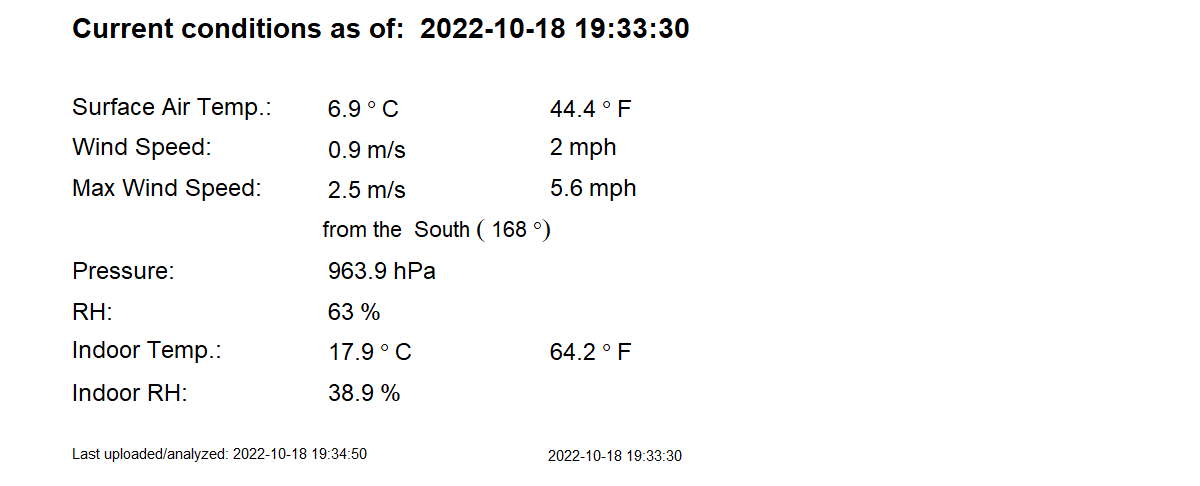 Current conditions as of:  2022-10-18 19:33:30
Surface Air Temp.: 6.9 ° C 44.4 ° F
Wind Speed: 0.9 m/s 2 mph
Max Wind Speed: 2.5 m/s 5.6 mph
from the  South ( 168 °)
Pressure: 963.9 hPa
RH: 63 %
Indoor Temp.: 17.9 ° C 64.2 ° F
Indoor RH: 38.9 %
Last uploaded/analyzed: 2022-10-18 19:34:50 2022-10-18 19:33:30